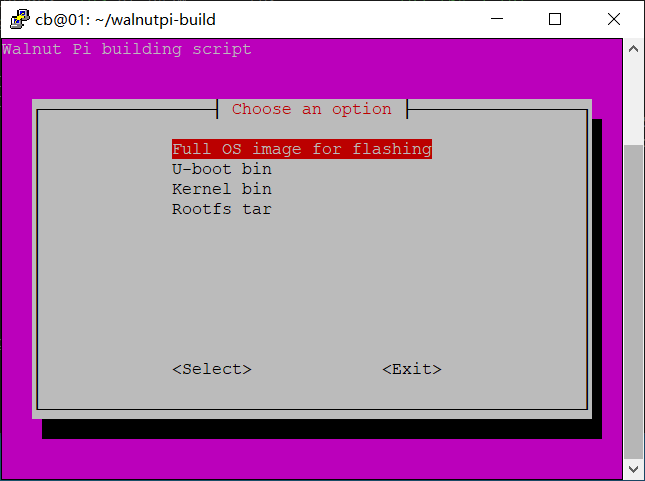 cb@01: ~/walnutpi-build
Walnut Pi building script
Choose an option
Full OS image for flashing
U-boot bin
Kernel bin
Rootfs tar
<Select> <Exit>